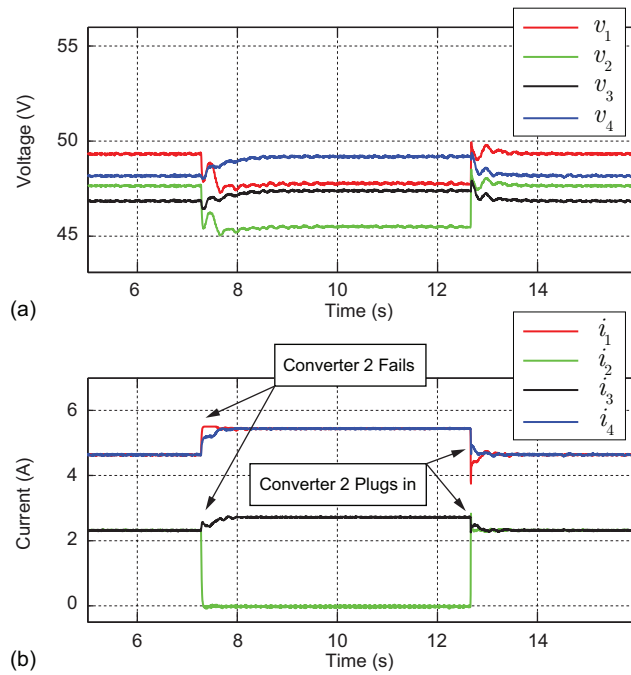 56
50
45
Voltage (V)
6
8
10
12
14
Time (s)
(a)
v1
v2
v3
v4
6
4
2
0
Current (A)
6
8
10
12
14
Time (s)
(b)
i1
i2
i3
i4
Converter 2 Fails
Converter 2 Plugs in